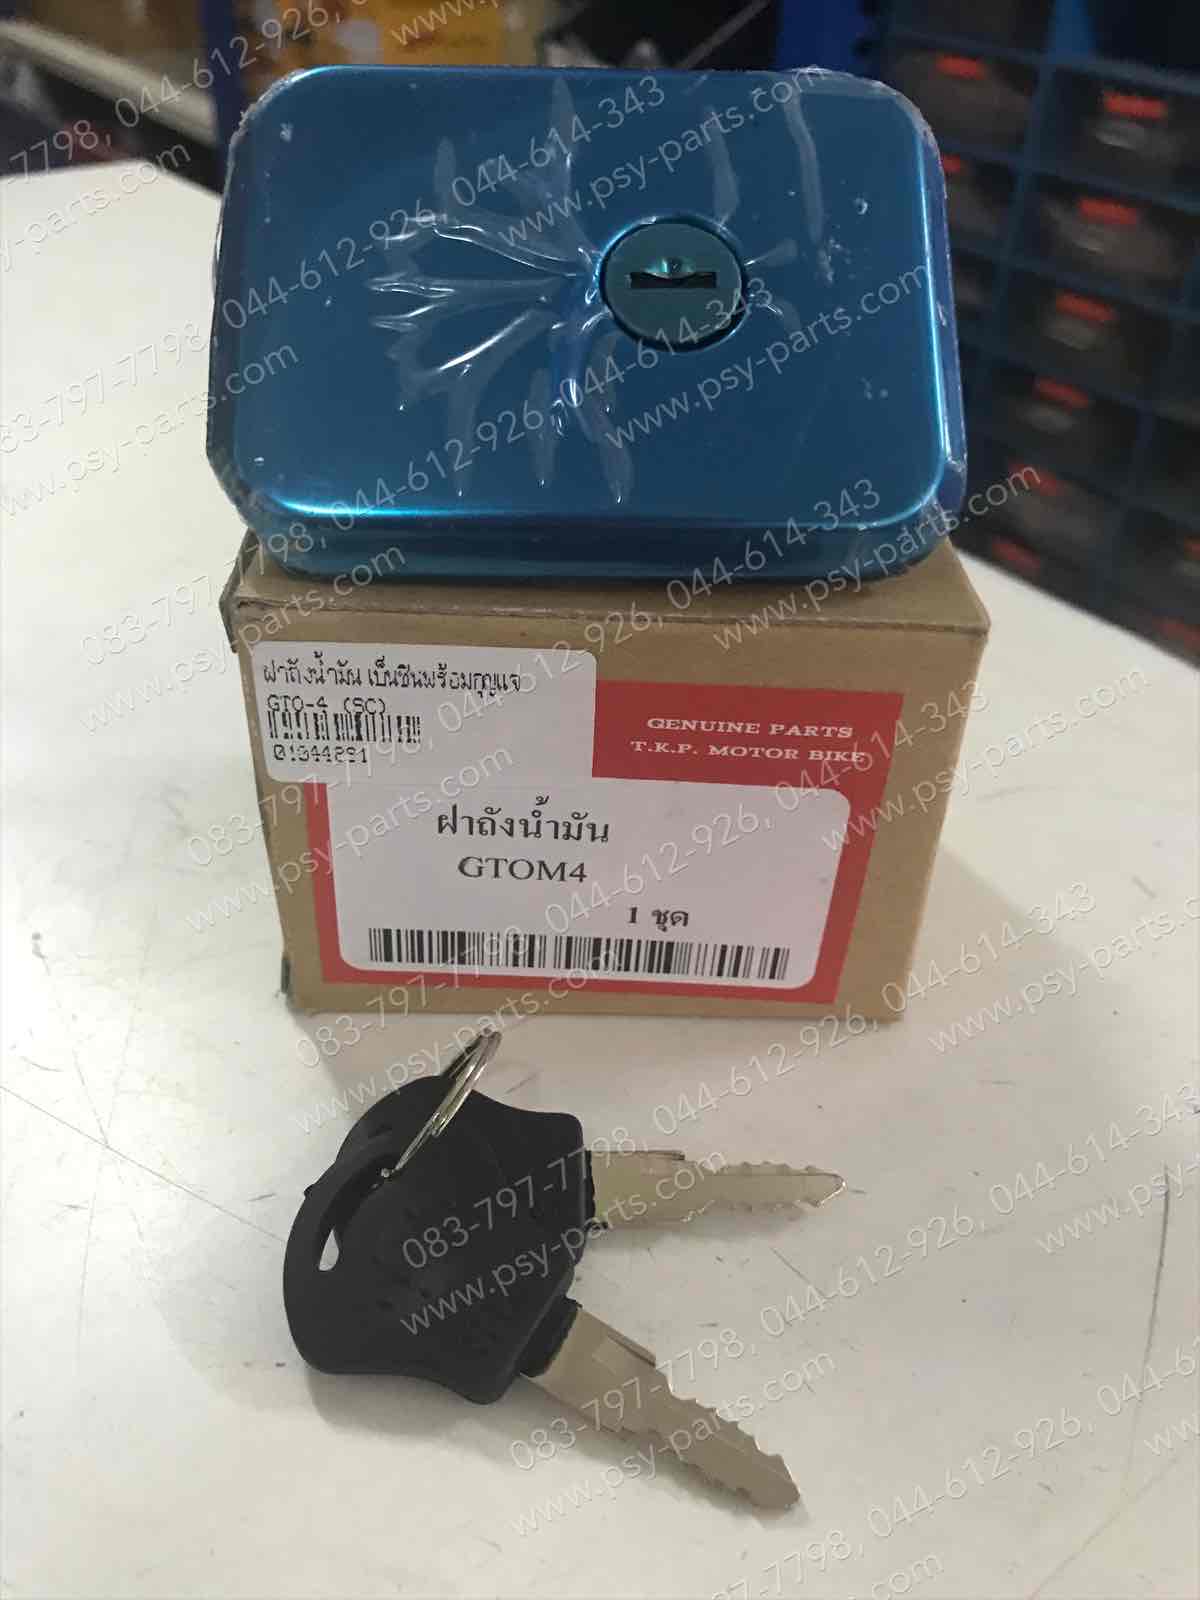 ฝาถังน้ำมัน เบ็นซินพร้อมกุญแจ
GTO-4 (SC)
01044281
GENUINE PARTS
T.K.P. MOTOR BIKE
ฝาถังน้ำมัน
GTOM4
1 ชุด
083-797-7798, 044-612-926, 044-614-343
www.psy-parts.com